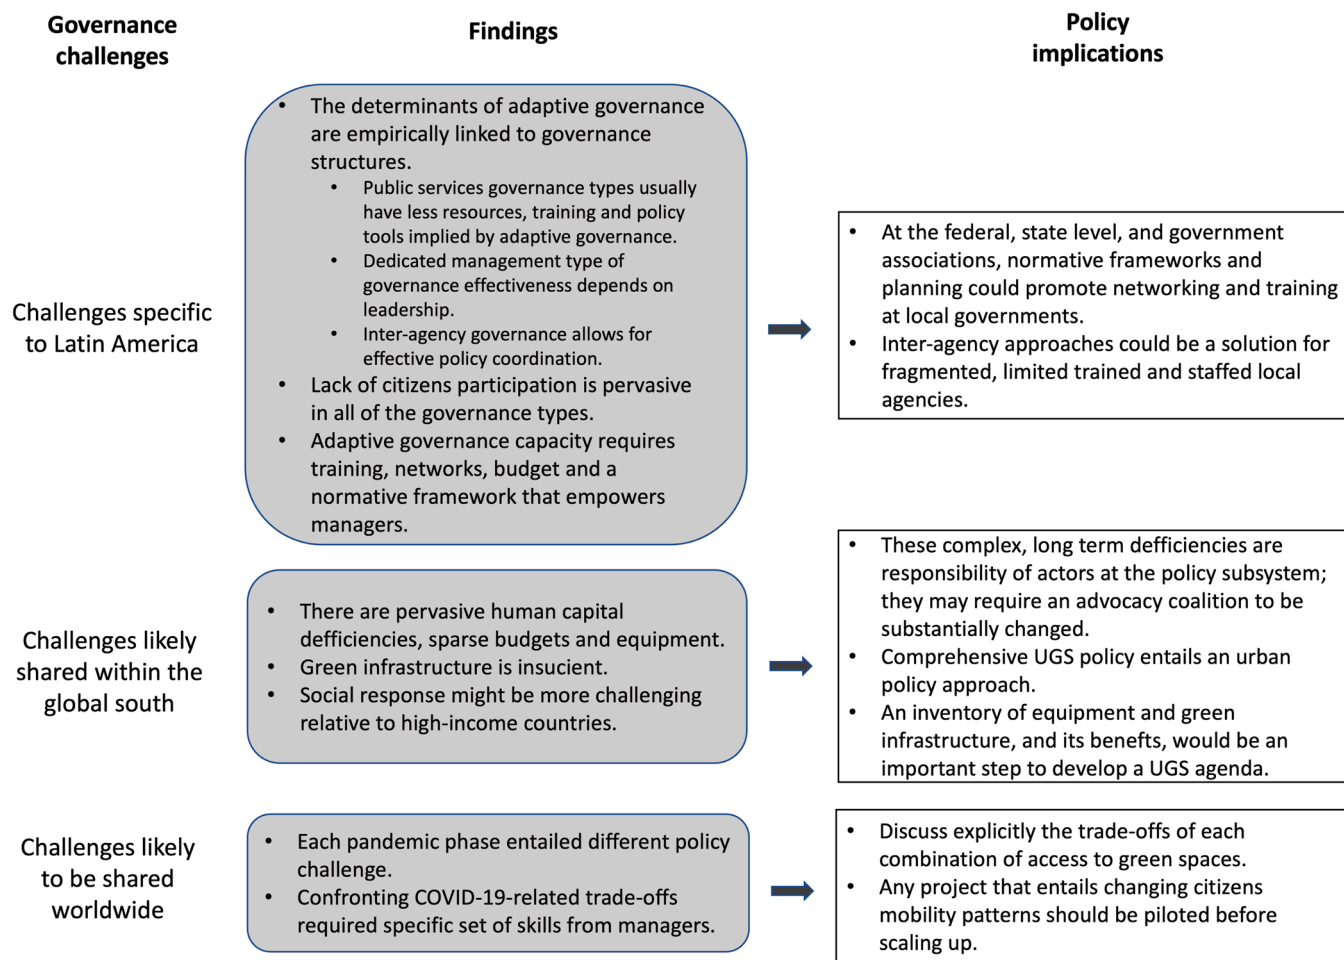 Governance
challenges
Findings
Policy
implications
Challenges specific
to Latin America
• The determinants of adaptive governance
are empirically linked to governance
structures.
• Public services governance types usually
have less resources, training and policy
tools implied by adaptive governance.
• Dedicated management type of
governance effectiveness depends on
leadership.
• Inter-agency governance allows for
effective policy coordination.
• Lack of citizens participation is pervasive
in all of the governance types.
• Adaptive governance capacity requires
training, networks, budget and a
normative framework that empowers
managers.
• At the federal, state level, and government
associations, normative frameworks and
planning could promote networking and training
at local governments.
• Inter-agency approaches could be a solution for
fragmented, limited trained and staffed local
agencies.
Challenges likely
shared within the
global south
• There are pervasive human capital
defficiencies, sparse budgets and equipment.
• Green infrastructure is insucient.
• Social response might be more challenging
relative to high-income countries.
• These complex, long term defficiencies are
responsibility of actors at the policy subsystem;
they may require an advocacy coalition to be
substantially changed.
• Comprehensive UGS policy entails an urban
policy approach.
• An inventory of equipment and green
infrastructure, and its benefts, would be an
important step to develop a UGS agenda.
Challenges likely
to be shared
worldwide
• Each pandemic phase entailed different policy
challenge.
• Confronting COVID-19-related trade-offs
required specific set of skills from managers.
• Discuss explicitly the trade-offs of each
combination of access to green spaces.
• Any project that entails changing citizens
mobility patterns should be piloted before
scaling up.